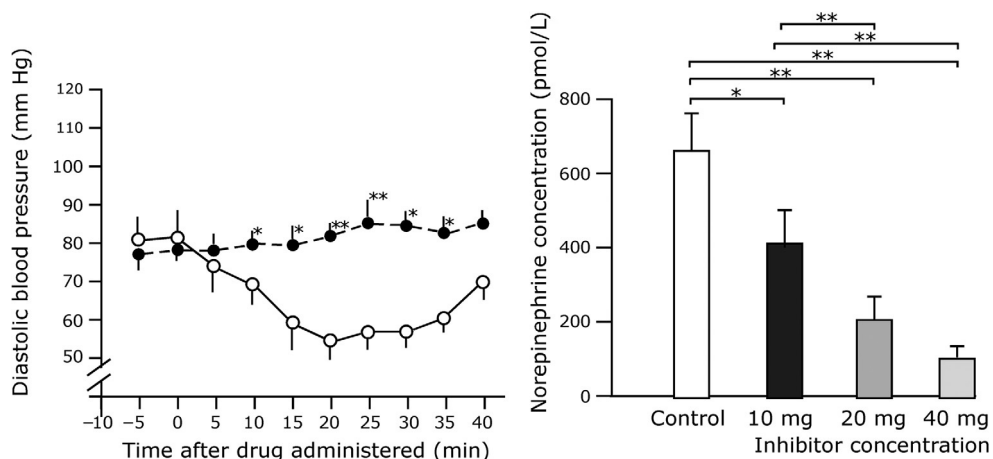 Diastolic blood pressure (mm Hg)
120
100
100
90
80
70
60
50
* * ** ** * *
−10 −5 0 5 10 15 20 25 30 35 40
Time after drug administered (min)
Norepinephrine concentration (pmol/L)
**
**
**
**
*
800
600
400
200
0
Control 10 mg 20 mg 40 mg
Inhibitor concentration